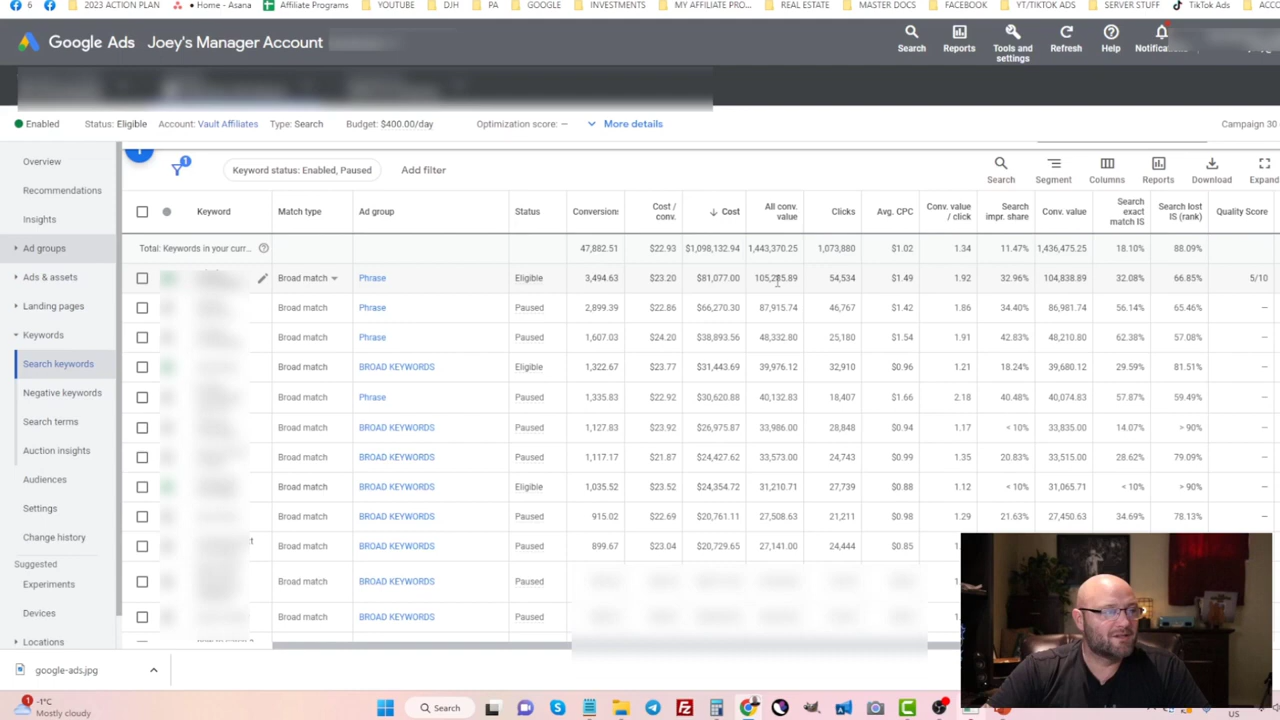 6 2023 ACTION PLAN • Home - Asana Affiliate Programs YOUTUBE DJH PA GOOGLE INVESTMENTS MY AFFILIATE PRO... REAL ESTATE MASTER DOCS FACEBOOK YT/TIKTOK ADS SERVER STUFF TikTok Ads
Google Ads Joey's Manager Account
Search Reports Tools and settings Refresh Help
Enabled Status: Eligible Account: Vault Affiliates Type: Search Budget: $400.00/day Optimization score: — More details Campaign 30
Overview
Recommendations
Insights
Ad groups
Ads & assets
Landing pages
Keywords
Search keywords
Negative keywords
Search terms
Auction insights
Audiences
Settings
Change history
Suggested
Experiments
Devices
Locations
1 Keyword status: Enabled, Paused Add filter
Search Segment Columns Reports Download Expand
Keyword Match type Ad group Status Conversions Cost / conv. Cost All conv. value Clicks Avg. CPC Conv. value / click Search impr. share Conv. value Search exact match IS Search lost IS (rank) Quality Score
Total: Keywords in your curr... 47,882.51 $22.93 $1,098,132.94 1,443,370.25 1,073,880 $1.02 1.34 11.47% 1,436,475.25 18.10% 88.09%
Broad match Phrase Eligible 3,494.63 $23.20 $81,077.00 54,534 $1.49 1.92 32.96% 104,838.89 32.08% 66.85% 5/10
Broad match Phrase Paused 2,899.39 $22.86 $66,270.30 87,915.74 46,767 $1.42 1.86 34.40% 86,981.74 56.14% 65.46% —
Broad match Phrase Paused 1,607.03 $24.20 $38,893.56 48,332.80 25,180 $1.54 1.91 42.83% 48,210.80 62.38% 57.08% —
Broad match BROAD KEYWORDS Eligible 1,322.67 $23.77 $31,443.69 39,976.12 32,910 $0.96 1.21 18.24% 39,680.12 29.59% 81.51% —
Broad match Phrase Paused 1,335.83 $22.92 $30,620.88 40,132.83 18,407 $1.66 2.18 40.48% 40,074.83 57.87% 59.49% —
Broad match BROAD KEYWORDS Paused 1,127.83 $23.92 $26,975.87 33,986.00 28,848 $0.94 1.17 < 10% 33,835.00 14.07% > 90% —
Broad match BROAD KEYWORDS Paused 1,117.17 $21.87 $24,427.62 33,573.00 24,743 $0.99 1.35 20.83% 33,515.00 28.62% 79.09% —
Broad match BROAD KEYWORDS Eligible 1,035.52 $23.52 $24,354.72 31,210.71 27,739 $0.88 1.12 < 10% 31,065.71 < 10% > 90% —
Broad match BROAD KEYWORDS Paused 915.02 $22.69 $20,761.11 27,508.63 21,211 $0.98 1.29 21.63% 27,450.63 34.69% 78.13% —
Broad match BROAD KEYWORDS Paused 899.67 $23.04 $20,729.65 27,141.00 24,444 $0.85
Broad match BROAD KEYWORDS Paused
Broad match BROAD KEYWORDS Paused
google-ads.jpg
1 -1°C
Mostly cloudy
Search
US